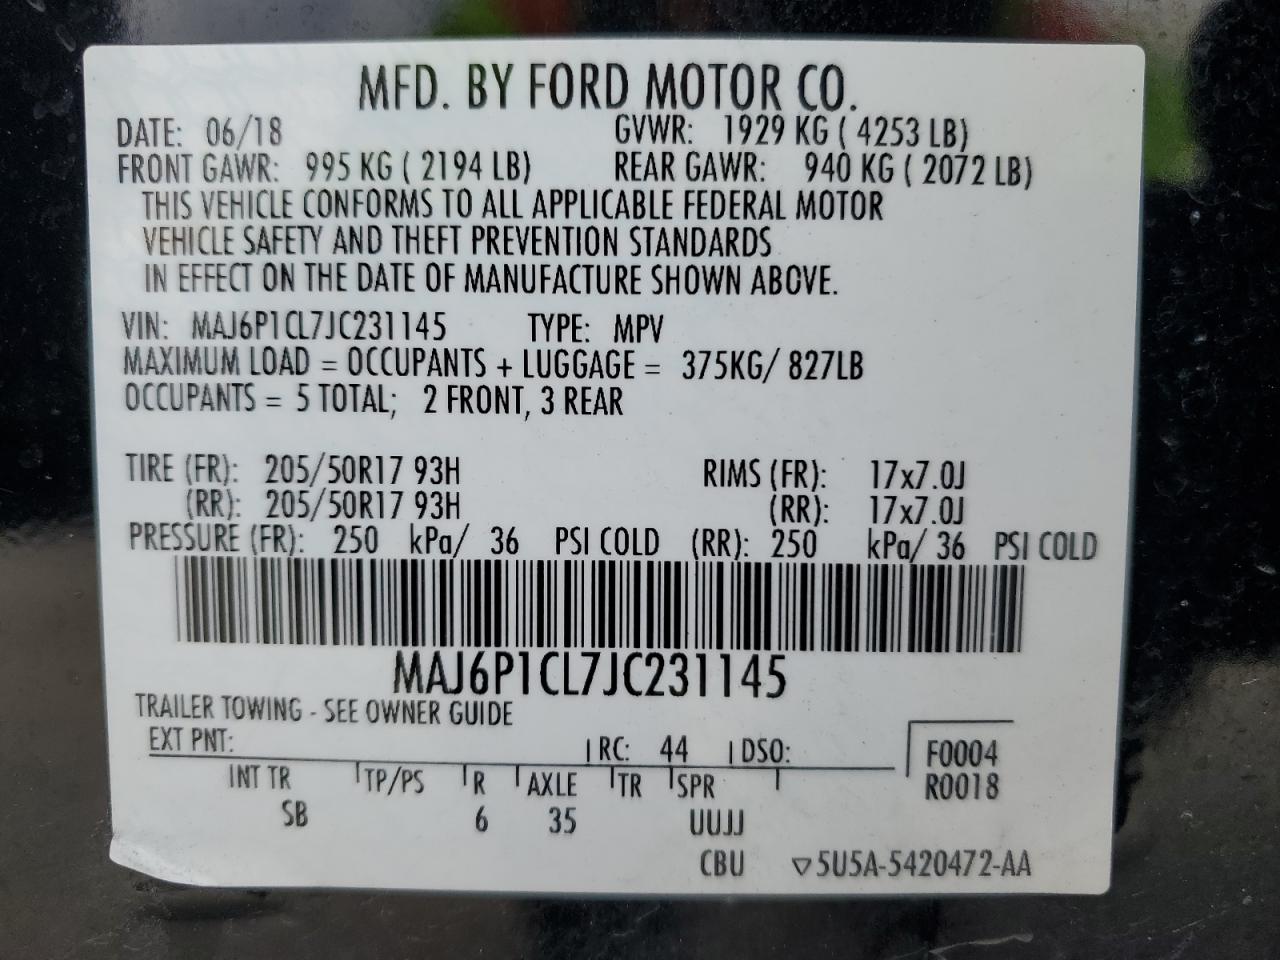 MFD. BY FORD MOTOR CO.
DATE: 06/18 GVWR: 1929 KG ( 4253 LB)
FRONT GAWR: 995 KG ( 2194 LB) REAR GAWR: 940 KG ( 2072 LB)
THIS VEHICLE CONFORMS TO ALL APPLICABLE FEDERAL MOTOR
VEHICLE SAFETY AND THEFT PREVENTION STANDARDS
IN EFFECT ON THE DATE OF MANUFACTURE SHOWN ABOVE.
VIN: MAJ6P1CL7JC231145 TYPE: MPV
MAXIMUM LOAD = OCCUPANTS + LUGGAGE = 375KG/ 827LB
OCCUPANTS = 5 TOTAL; 2 FRONT, 3 REAR
TIRE (FR): 205/50R17 93H RIMS (FR): 17x7.0J
(RR): 205/50R17 93H (RR): 17x7.0J
PRESSURE (FR): 250 kPa/ 36 PSI COLD (RR): 250 kPa/ 36 PSI COLD
MAJ6P1CL7JC231145
TRAILER TOWING - SEE OWNER GUIDE
EXT PNT: RC: 44 DSO: F0004
INT TR TP/PS R AXLE TR SPR R0018
SB 6 35 UUJJ
CBU ▽5U5A-5420472-AA